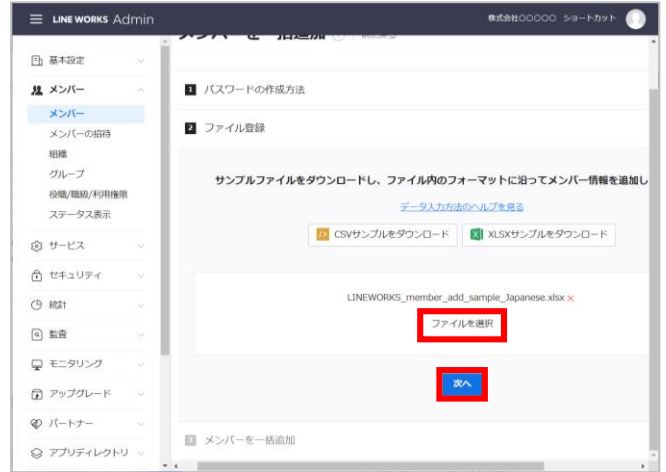 LINE WORKS Admin
株式会社○○○○○ ショートカット
メンバーを一括追加
基本設定
メンバー
メンバー
メンバーの招待
組織
グループ
役職/職級/利用権限
ステータス表示
サービス
セキュリティ
統計
監査
モニタリング
アップグレード
パートナー
アプリディレクトリ
1 パスワードの作成方法
2 ファイル登録
サンプルファイルをダウンロードし、ファイル内のフォーマットに沿ってメンバー情報を追加し
データ入力方法のヘルプを見る
CSVサンプルをダウンロード
XLSXサンプルをダウンロード
LINEWORKS_member_add_sample_Japanese.xlsx ×
ファイルを選択
次へ
3 メンバーを一括追加